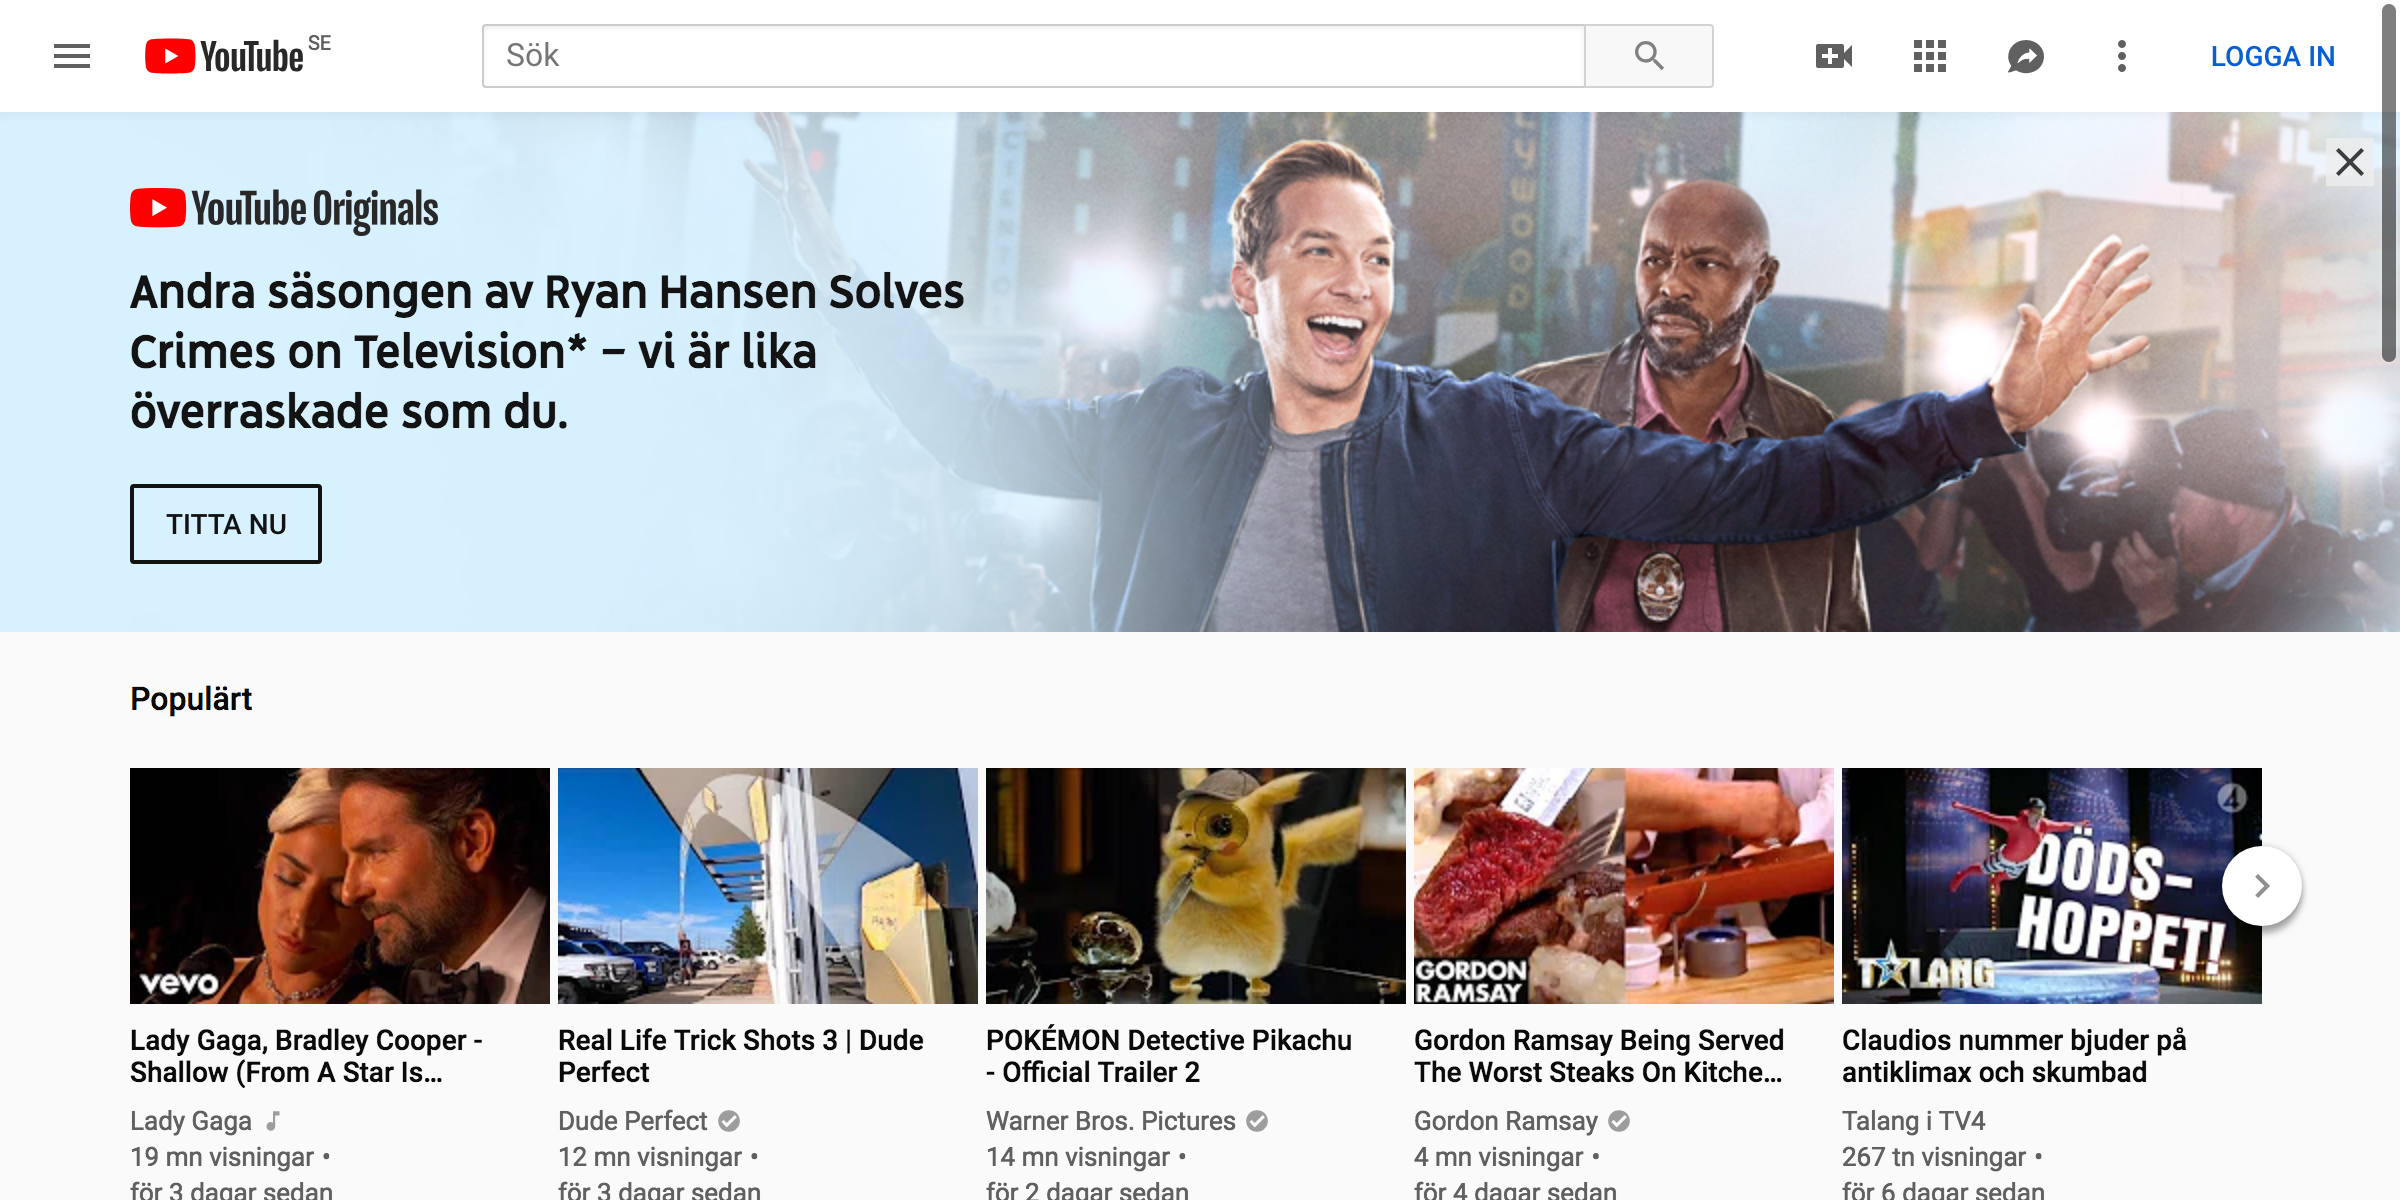 YouTube SE
Sök
LOGGA IN
YouTube Originals
Andra säsongen av Ryan Hansen Solves
Crimes on Television* – vi är lika
överraskade som du.
TITTA NU
Populärt
vevo
GORDON
RAMSAY
4
DÖDS-
HOPPET!
TALANG
Lady Gaga, Bradley Cooper -
Shallow (From A Star Is...
Lady Gaga
19 mn visningar •
för 3 dagar sedan
Real Life Trick Shots 3 | Dude
Perfect
Dude Perfect
12 mn visningar •
för 3 dagar sedan
POKÉMON Detective Pikachu
- Official Trailer 2
Warner Bros. Pictures
14 mn visningar •
för 2 dagar sedan
Gordon Ramsay Being Served
The Worst Steaks On Kitche...
Gordon Ramsay
4 mn visningar •
för 4 dagar sedan
Claudios nummer bjuder på
antiklimax och skumbad
Talang i TV4
267 tn visningar •
för 6 dagar sedan